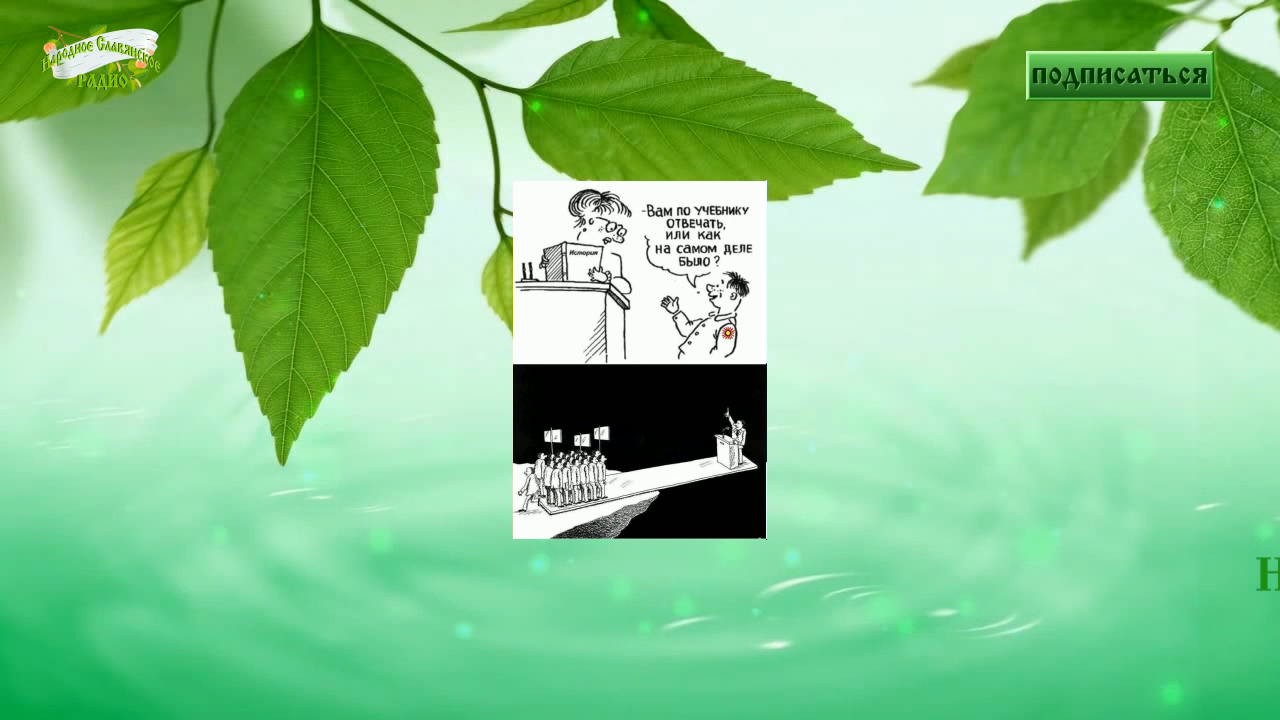 Народное Славянское
РАДИО
ПОДПИСАТЬСЯ
-ВАМ ПО УЧЕБНИКУ
ОТВЕЧАТЬ,
ИЛИ КАК
НА САМОМ ДЕЛЕ
БЫЛО?
История
Н